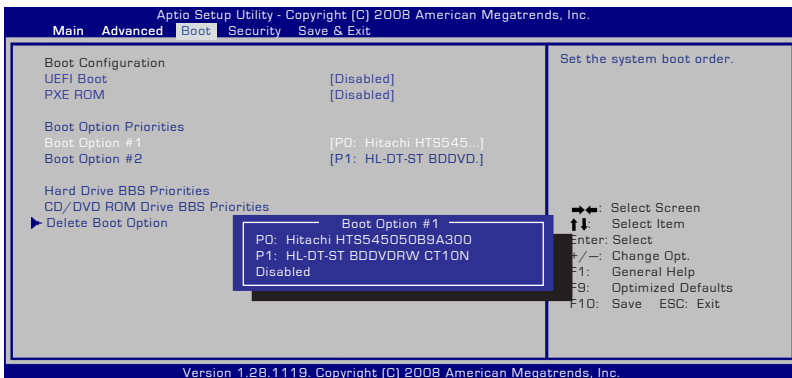 Aptio Setup Utility - Copyright (C) 2008 American Megatrends, Inc.
Main Advanced Boot Security Save & Exit
Boot Configuration
UEFI Boot [Disabled]
PXE ROM [Disabled]
Boot Option Priorities
Boot Option #1 [P0: Hitachi HTS545...]
Boot Option #2 [P1: HL-DT-ST BDDVD.]
Hard Drive BBS Priorities
CD/DVD ROM Drive BBS Priorities
Delete Boot Option
Boot Option #1
P0: Hitachi HTS545050B9A300
P1: HL-DT-ST BDDVDRW CT10N
Disabled
Set the system boot order.
→←: Select Screen
↑↓: Select Item
Enter: Select
+/—: Change Opt.
F1: General Help
F9: Optimized Defaults
F10: Save ESC: Exit
Version 1.28.1119. Copyright (C) 2008 American Megatrends, Inc.